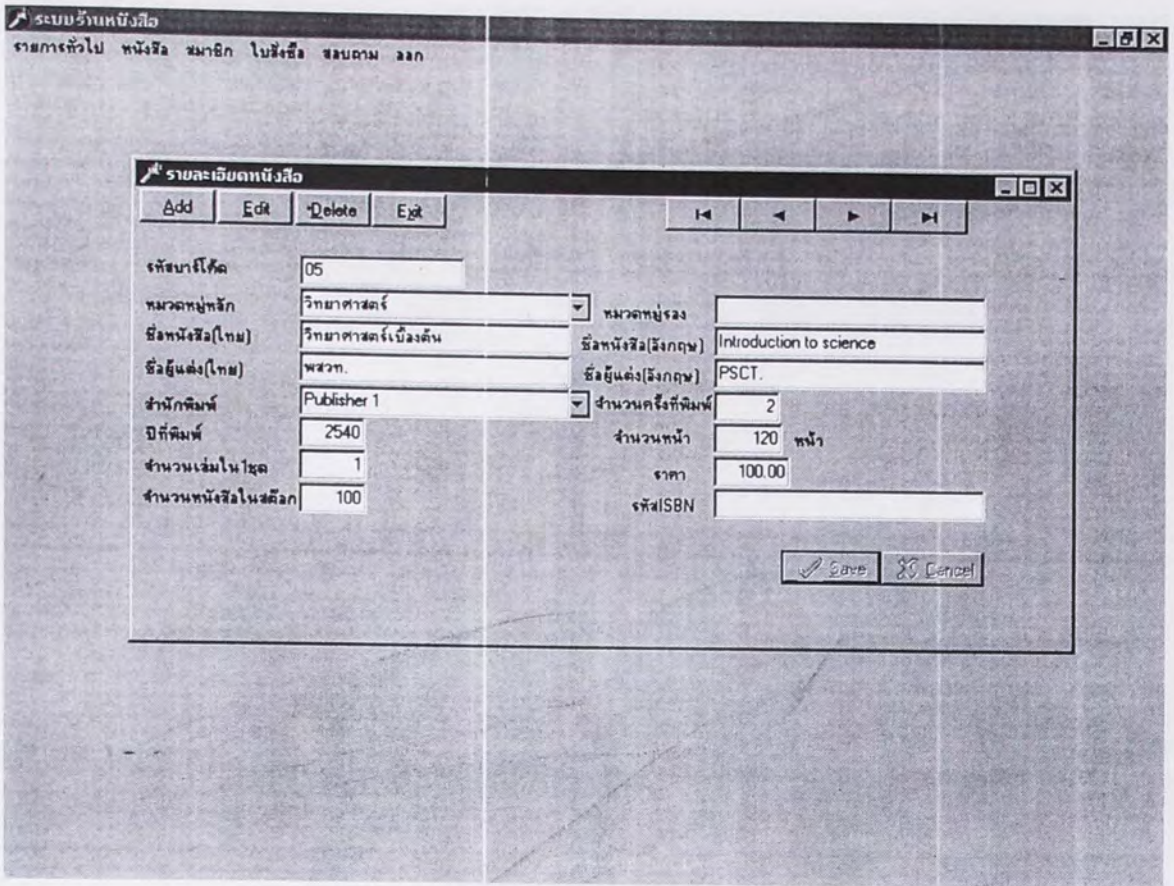 ระบบร้านหนังสือ
รายการทั่วไป หนังสือ สมาชิก ใบสั่งซื้อ สอบถาม ออก
รายละเอียดหนังสือ
Add Edit Delete Exit
รหัสบาร์โค้ด 05
หมวดหมู่หลัก วิทยาศาสตร์ หมวดหมู่รอง
ชื่อหนังสือ(ไทย) วิทยาศาสตร์เบื้องต้น ชื่อหนังสือ(อังกฤษ) Introduction to science
ชื่อผู้แต่ง(ไทย) พสวท. ชื่อผู้แต่ง(อังกฤษ) PSCT.
สำนักพิมพ์ Publisher 1 จำนวนครั้งที่พิมพ์ 2
ปีที่พิมพ์ 2540 จำนวนหน้า 120 หน้า
จำนวนเล่มใน1ชุด 1 ราคา 100.00
จำนวนหนังสือในสต๊อก 100 รหัสISBN
Save Cancel